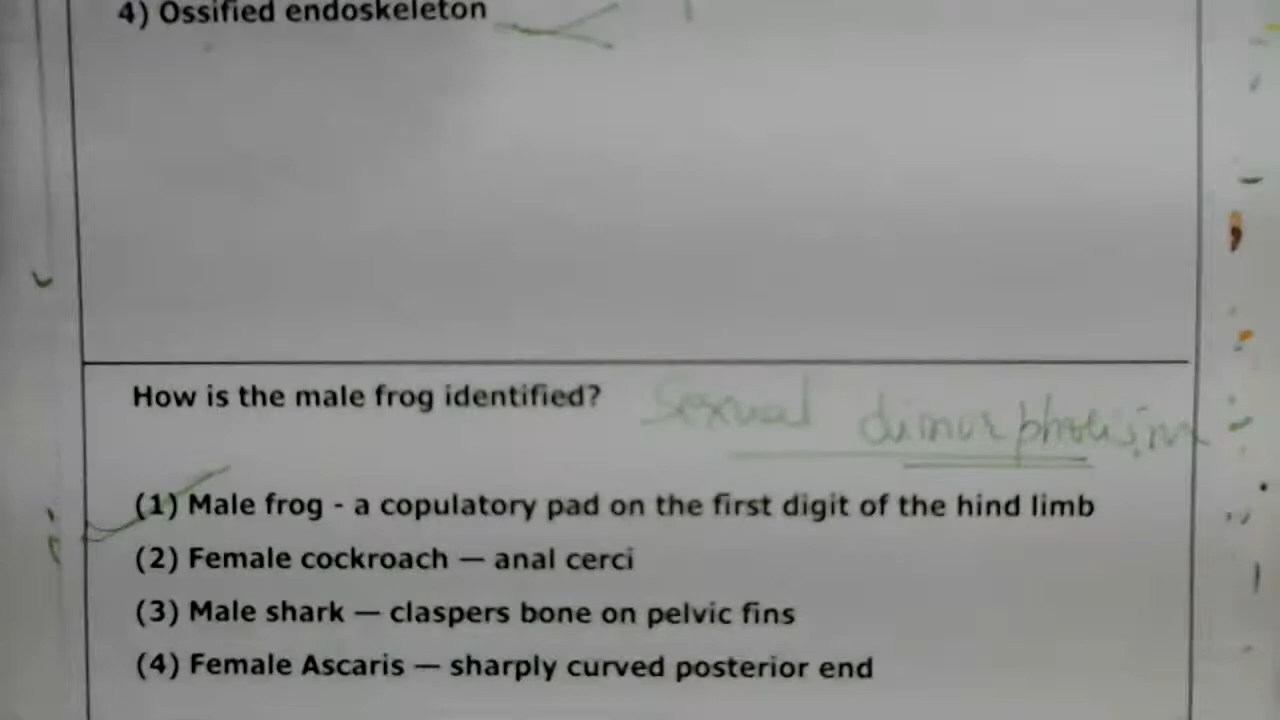 4) Ossified endoskeleton
How is the male frog identified? Sexual
(1) Male frog - a copulatory pad on the first digit of the hind limb
(2) Female cockroach — anal cerci
(3) Male shark — claspers bone on pelvic fins
(4) Female Ascaris — sharply curved posterior end